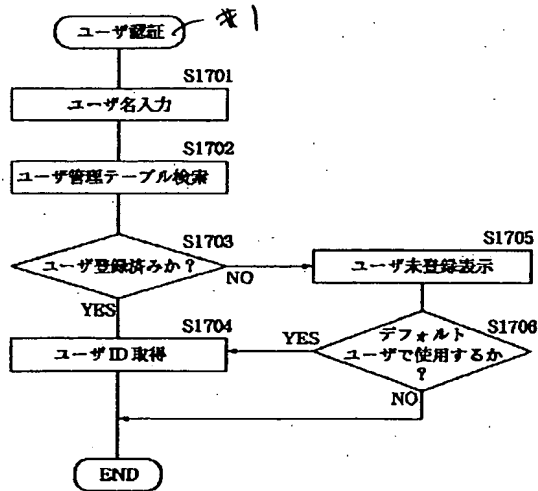 ユーザ認証
*1
S1701
ユーザ名入力
S1702
ユーザ管理テーブル検索
S1703
ユーザ登録済みか?
NO
YES
S1705
ユーザ未登録表示
S1706
デフォルト
ユーザで使用するか
?
YES
NO
S1704
ユーザID取得
END